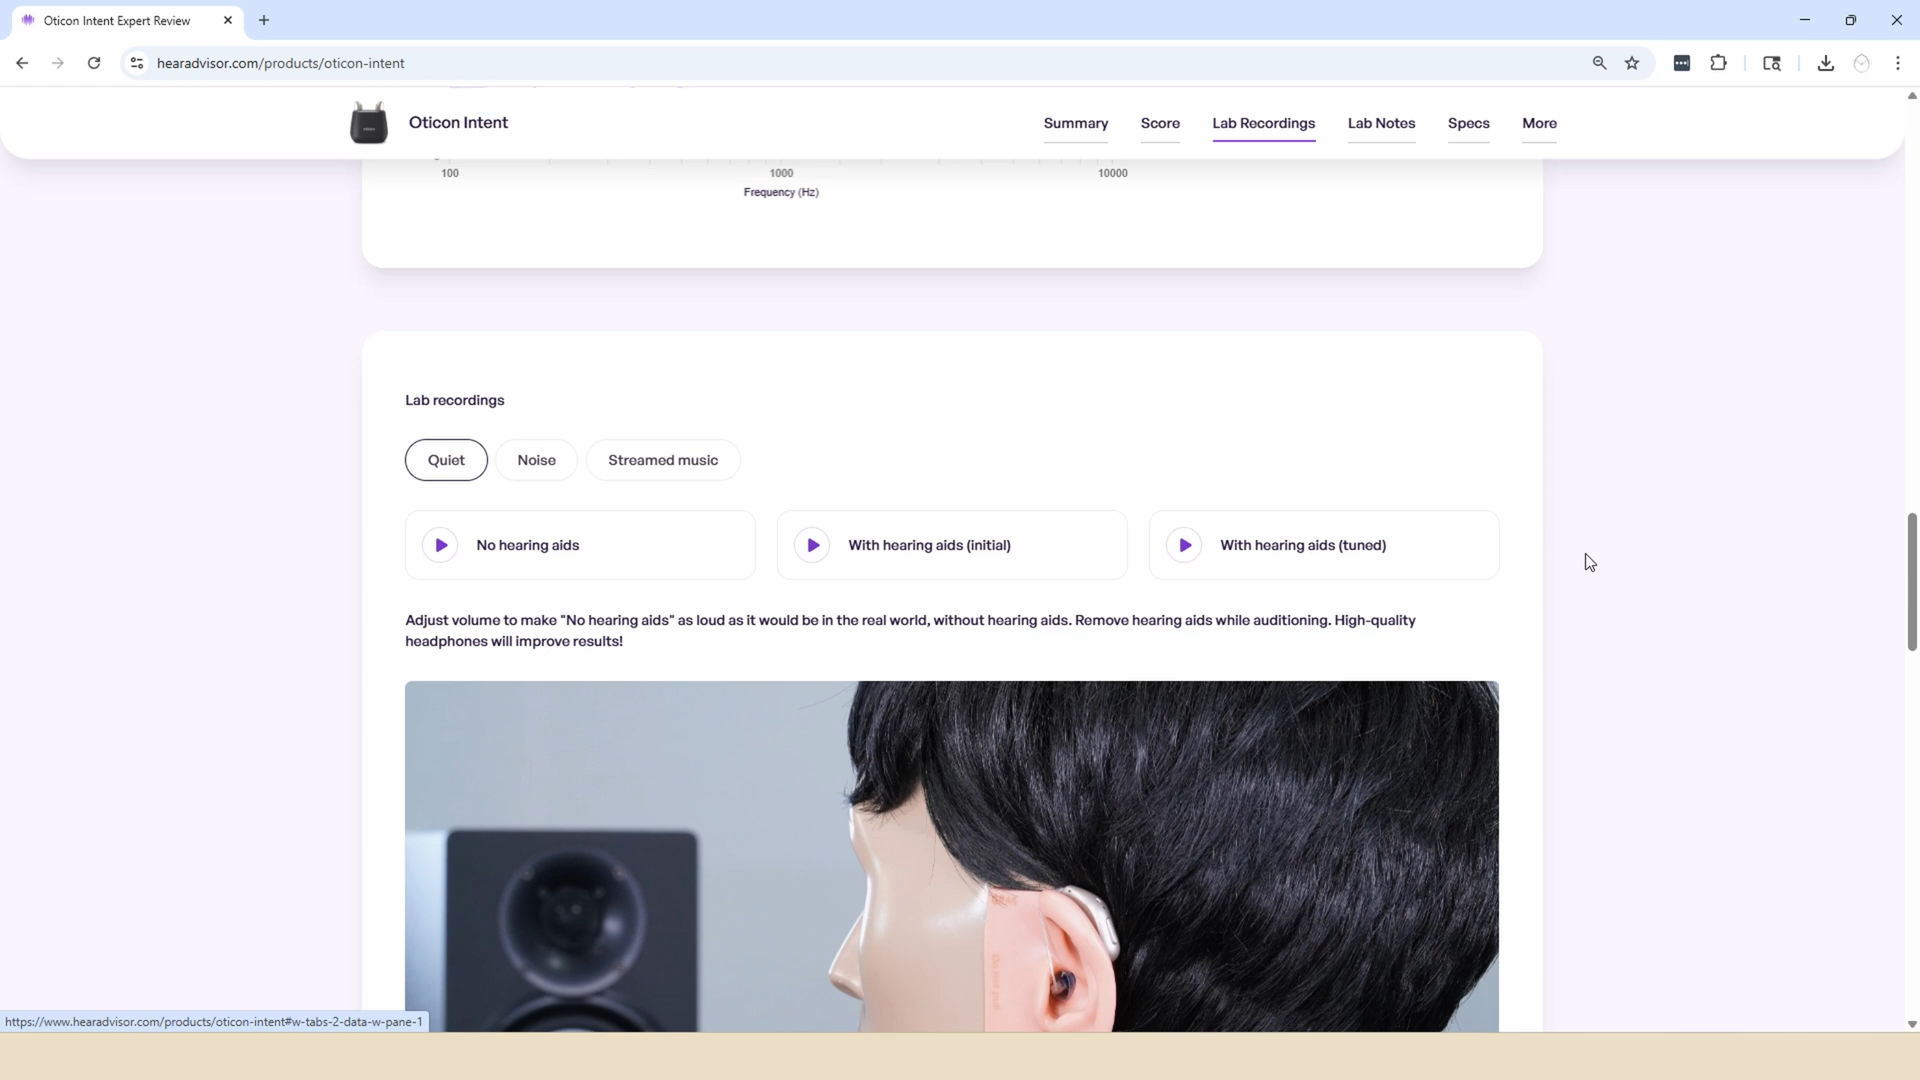 Oticon Intent Expert Review
hearadvisor.com/products/oticon-intent
Oticon Intent
Summary
Score
Lab Recordings
Lab Notes
Specs
More
100
1000
10000
Frequency (Hz)
Lab recordings
Quiet
Noise
Streamed music
No hearing aids
With hearing aids (initial)
With hearing aids (tuned)
Adjust volume to make "No hearing aids" as loud as it would be in the real world, without hearing aids. Remove hearing aids while auditioning. High-quality
headphones will improve results!
https://www.hearadvisor.com/products/oticon-intent#w-tabs-2-data-w-pane-1